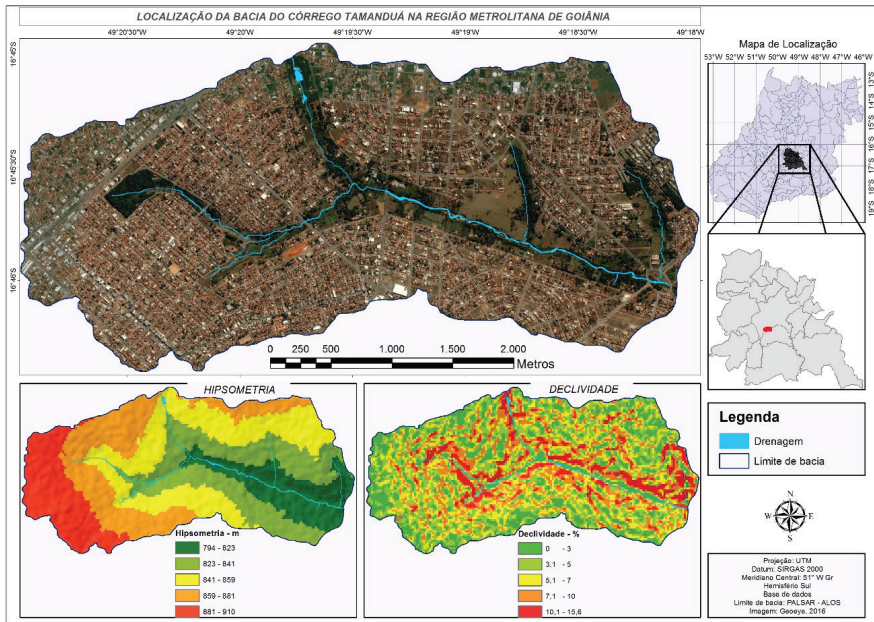 LOCALIZAÇÃO DA BACIA DO CÓRREGO TAMANDUÁ NA REGIÃO METROLITANA DE GOIÂNIA
49°20'30"S 49°20'S 49°19'30"S 49°19'S 49°18'30"S 49°18'S
16°45'S
16°45'30"S
16°46'S
0 250 500 1.000 1.500 2.000
Metros
Mapa de Localização
53°W 52°W 51°W 50°W 49°W 48°W 47°W 46°W
13°S
14°S
15°S
16°S
17°S
18°S
19°S
HIPSOMETRIA
Hipsometria - m
794 - 823
823 - 841
841 - 859
859 - 881
881 - 910
DECLIVIDADE
Declividade - %
0 - 3
3,1 - 5
5,1 - 7
7,1 - 10
10,1 - 15,6
Legenda
Drenagem
Limite de bacia
N
W E
S
Projeção: UTM
Datum: SIRGAS 2000
Meridiano Central: 51° W Gr
Hemisfério Sul
Base de dados
Limite de bacia: PALSAR - ALOS
Imagem: Geoeye, 2016